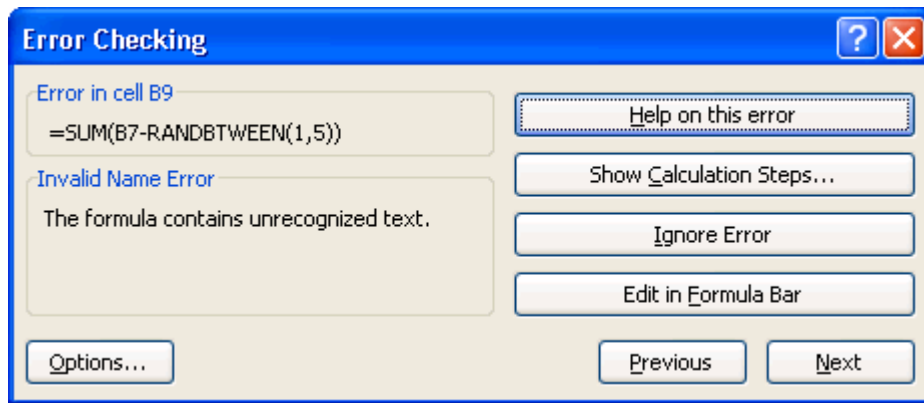 Error Checking
Error in cell B9
=SUM(B7-RANDBTWEEN(1,5))
Help on this error
Invalid Name Error
Show Calculation Steps...
The formula contains unrecognized text.
Ignore Error
Edit in Formula Bar
Options...
Previous
Next